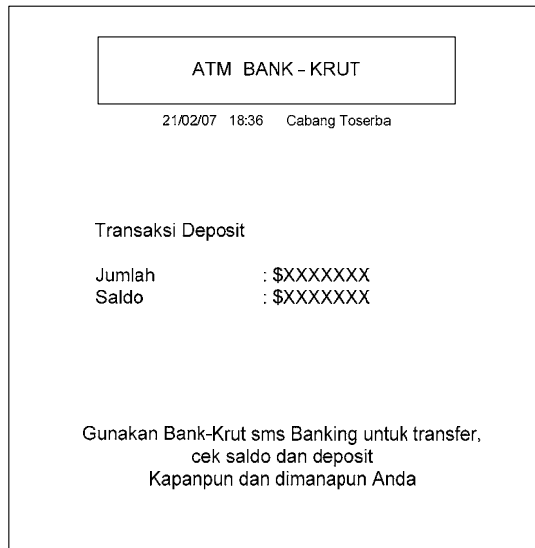 ATM BANK - KRUT
21/02/07 18:36 Cabang Toserba
Transaksi Deposit
Jumlah : $XXXXXXX
Saldo : $XXXXXXX
Gunakan Bank-Krut sms Banking untuk transfer,
cek saldo dan deposit
Kapanpun dan dimanapun Anda